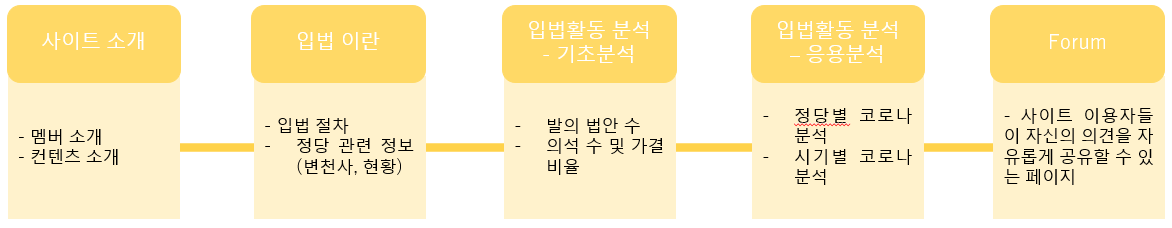 사이트 소개
- 멤버 소개
- 컨텐츠 소개
입법 이란
- 입법 절차
- 정당 관련 정보
(변천사, 현황)
입법활동 분석
- 기초분석
- 발의 법안 수
- 의석 수 및 가결
비율
입법활동 분석
– 응용분석
- 정당별 코로나
분석
- 시기별 코로나
분석
Forum
- 사이트 이용자들
이 자신의 의견을 자
유롭게 공유할 수 있
는 페이지